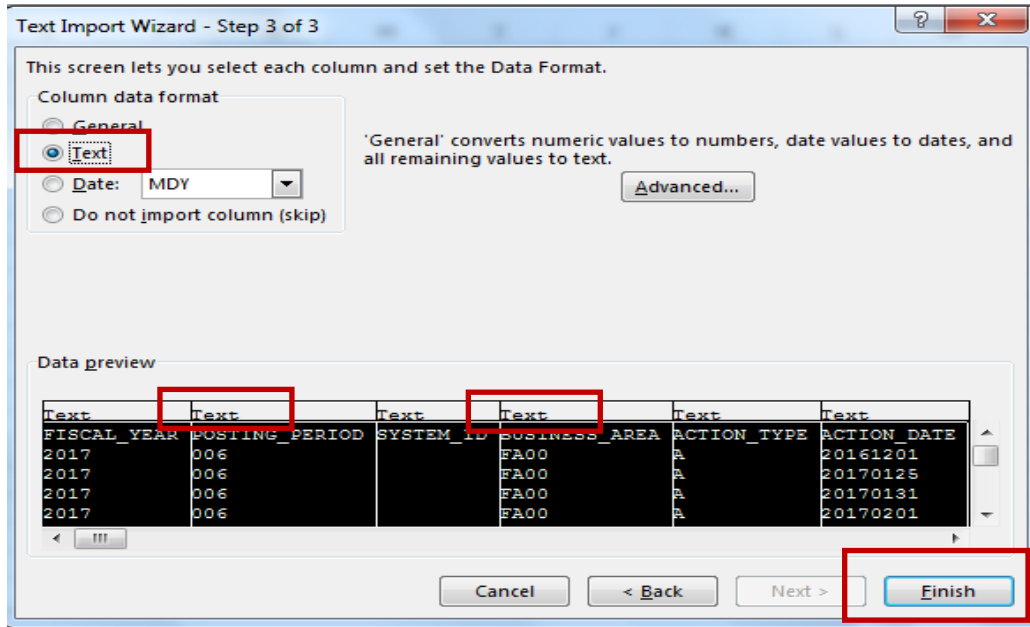 Text Import Wizard - Step 3 of 3
This screen lets you select each column and set the Data Format.
Column data format
General
Text
Date: MDY
Do not import column (skip)
'General' converts numeric values to numbers, date values to dates, and
all remaining values to text.
Advanced...
Data preview
Text Text Text Text Text Text
FISCAL_YEAR POSTING_PERIOD SYSTEM_ID BUSINESS_AREA ACTION_TYPE ACTION_DATE
2017 006 FA00 A 20161201
2017 006 FA00 A 20170125
2017 006 FA00 A 20170131
2017 006 FA00 A 20170201
Cancel < Back Next > Finish